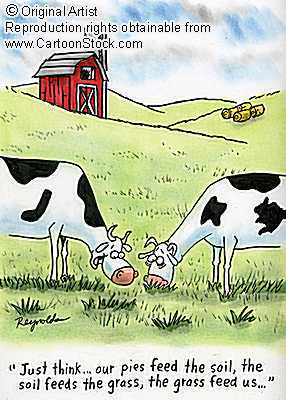 © Original Artist
Reproduction rights obtainable from
www.CartoonStock.com
Reynolds
"Just think... our pies feed the soil, the
soil feeds the grass, the grass feed us..."